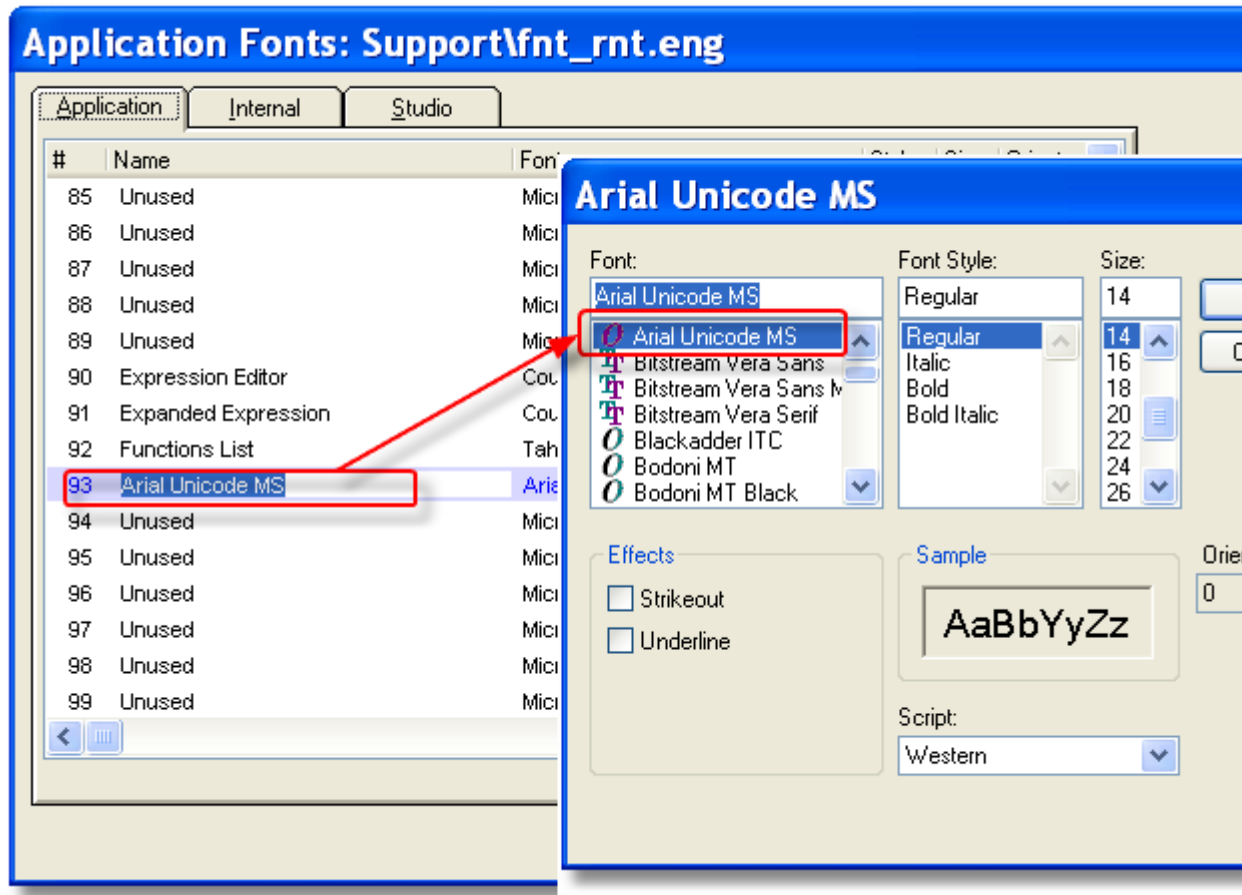 Application Fonts: Support\fnt_rnt.eng
Application Internal Studio
# Name
85 Unused
86 Unused
87 Unused
88 Unused
89 Unused
90 Expression Editor
91 Expanded Expression
92 Functions List
93 Arial Unicode MS
94 Unused
95 Unused
96 Unused
97 Unused
98 Unused
99 Unused
Arial Unicode MS
Font: Font Style: Size:
Arial Unicode MS Regular 14
Arial Unicode MS Regular 14
Bitstream Vera Sans Italic 16
Bitstream Vera Sans M Bold 18
Bitstream Vera Serif Bold Italic 20
Blackadder ITC 22
Bodoni MT 24
Bodoni MT Black 26
Effects
Strikeout
Underline
Sample
AaBbYyZz
0
Script:
Western